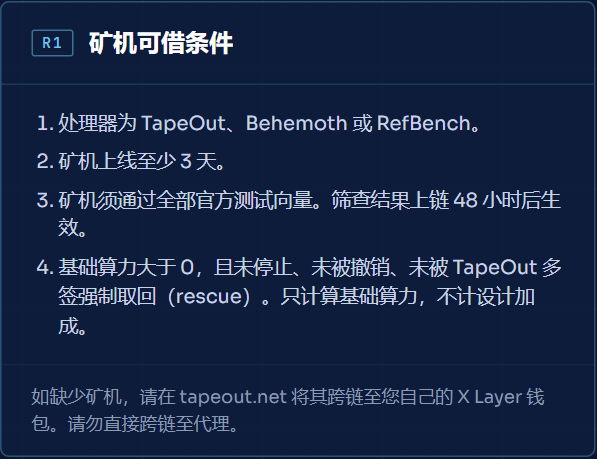 R1 矿机可借条件
1. 处理器为 TapeOut、Behemoth 或 RefBench。
2. 矿机上线至少 3 天。
3. 矿机须通过全部官方测试向量。筛查结果上链 48 小时后生
效。
4. 基础算力大于 0，且未停止、未被撤销、未被 TapeOut 多
签强制取回（rescue）。只计算基础算力，不计设计加
成。
如缺少矿机，请在 tapeout.net 将其跨链至您自己的 X Layer 钱
包。请勿直接跨链至代理。